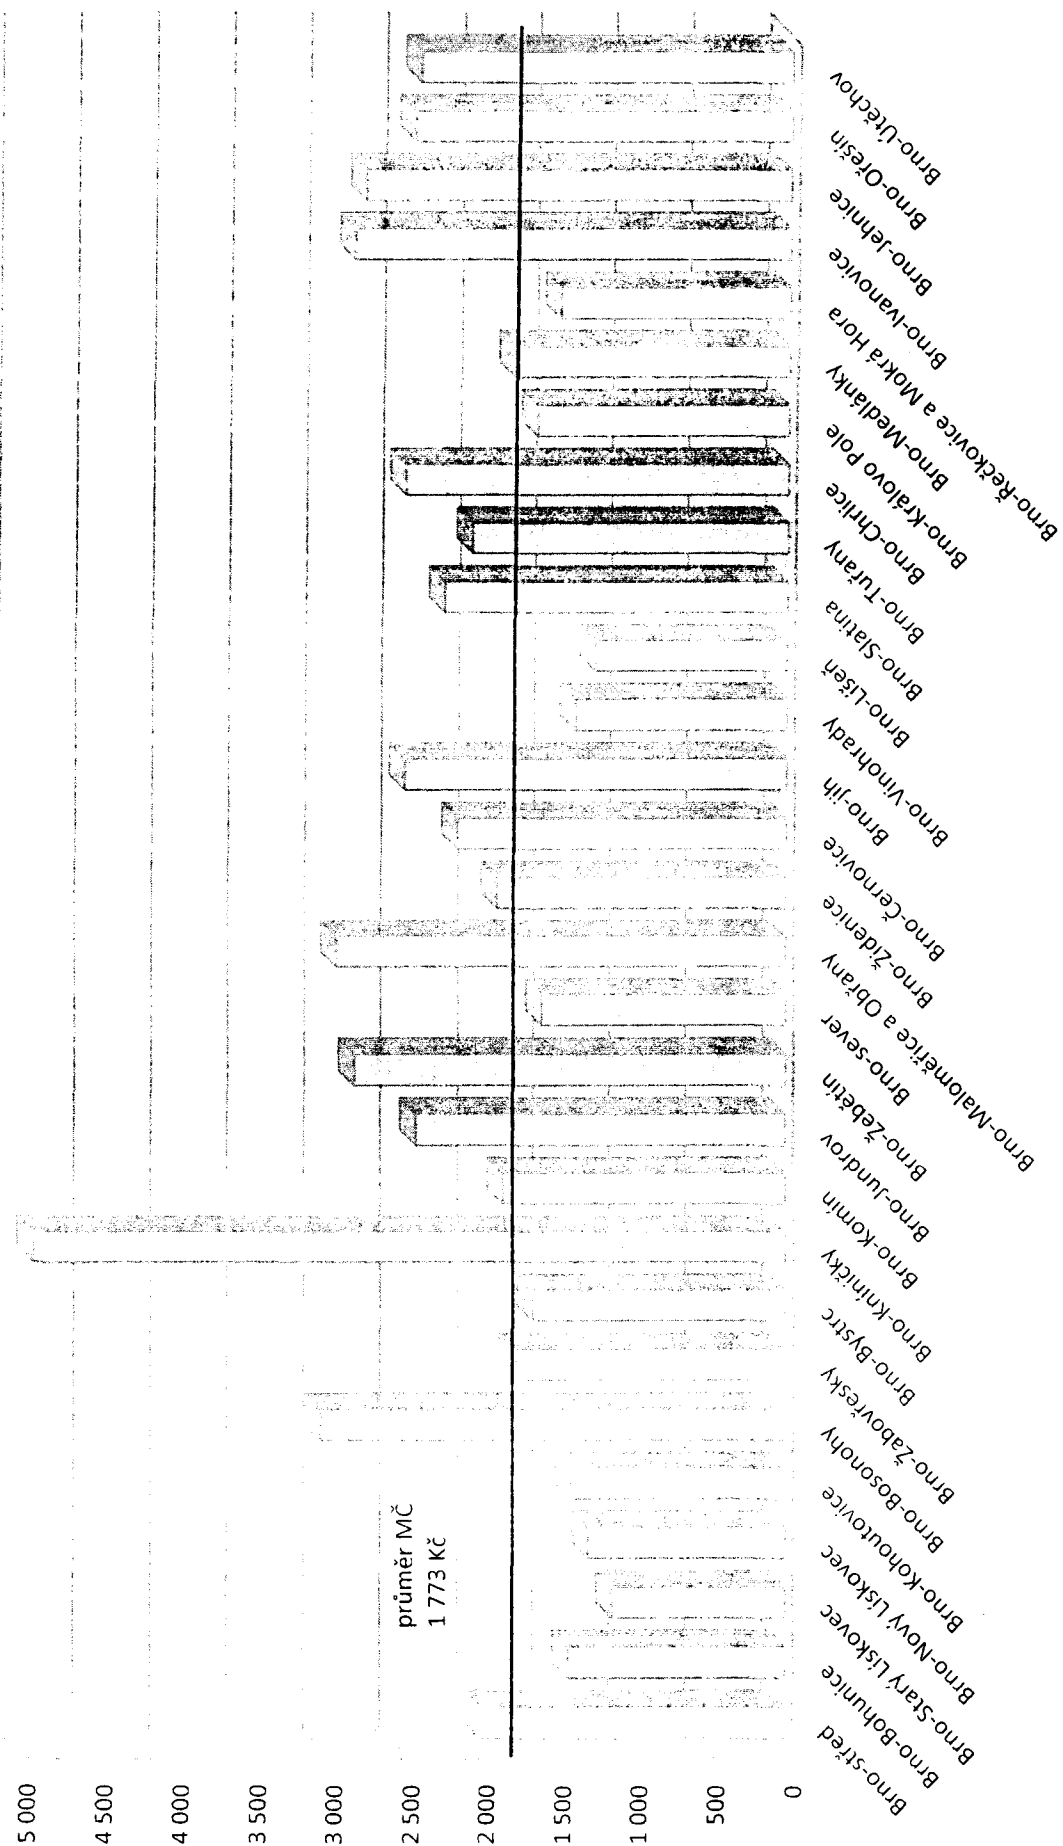 5 000
4 500
4 000
3 500
3 000
2 500
2 000
1 500
1 000
500
0
průměr MČ
1 773 Kč
Brno-střed
Brno-Bohunice
Brno-Starý Lískovec
Brno-Nový Lískovec
Brno-Kohoutovice
Brno-Bosonohy
Brno-Žabovřesky
Brno-Bystrc
Brno-Kníničky
Brno-Komín
Brno-Jundrov
Brno-Žebětín
Brno-sever
Brno-Maloměřice a Obřany
Brno-Židenice
Brno-Černovice
Brno-jih
Brno-Vinohrady
Brno-Líšeň
Brno-Slatina
Brno-Tuřany
Brno-Chrlice
Brno-Královo Pole
Brno-Medlánky
Brno-Řečkovice a Mokrá Hora
Brno-Ivanovice
Brno-Jehnice
Brno-Ořešín
Brno-Útěchov